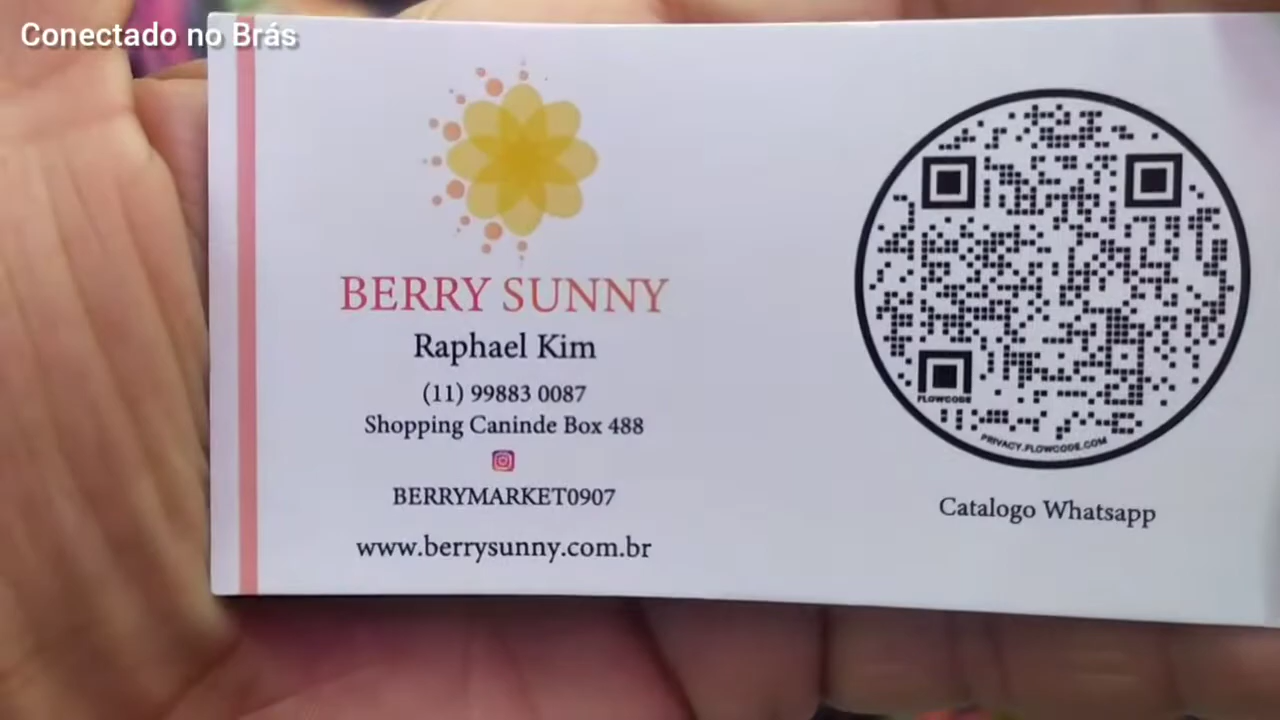 Conectado no Brás
BERRY SUNNY
Raphael Kim
(11) 99883 0087
Shopping Caninde Box 488
BERRYMARKET0907
www.berrysunny.com.br
FLOWCODE
PRIVACY.FLOWCODE.COM
Catalogo Whatsapp